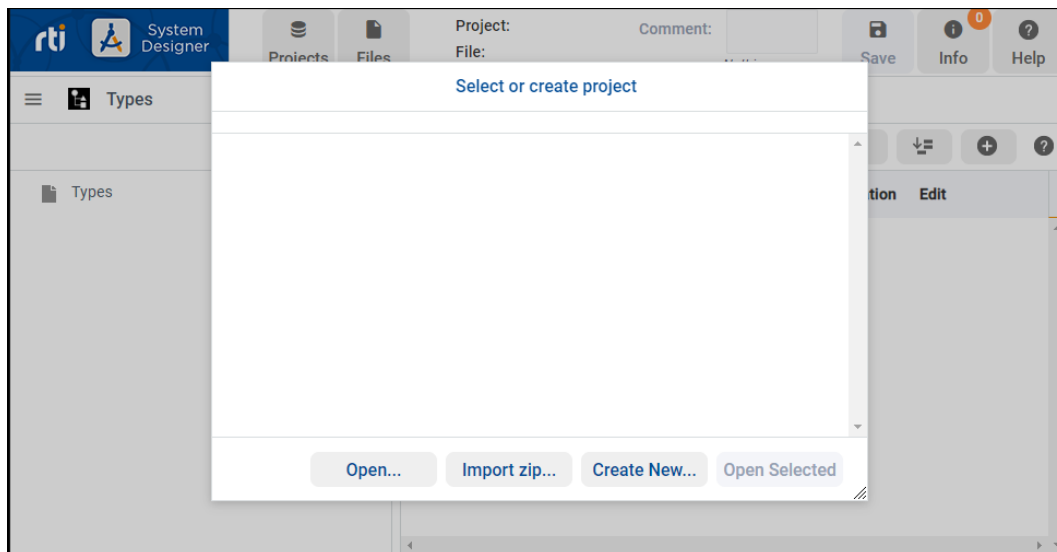 rti
System
Designer
Projects
Files
Project:
File:
Comment:
Save
0
Info
Help
Types
Select or create project
Types
Edit
Open...
Import zip...
Create New...
Open Selected